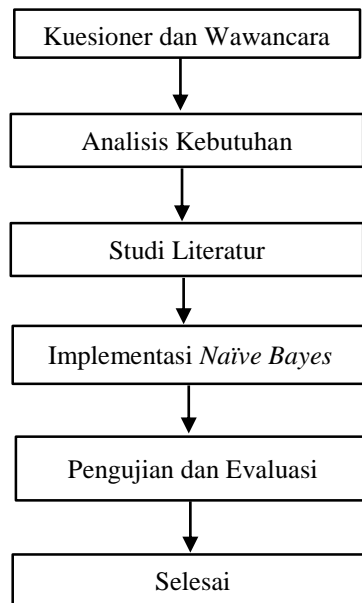 Kuesioner dan Wawancara
Analisis Kebutuhan
Studi Literatur
Implementasi Naïve Bayes
Pengujian dan Evaluasi
Selesai